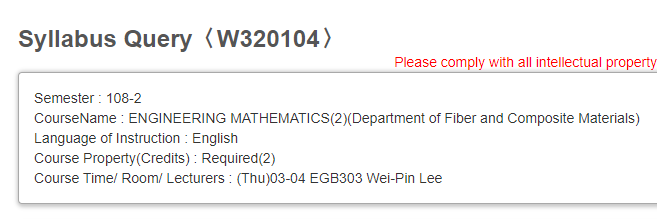 Syllabus Query〈W320104〉
Please comply with all intellectual property
Semester : 108-2
CourseName : ENGINEERING MATHEMATICS(2)(Department of Fiber and Composite Materials)
Language of Instruction : English
Course Property(Credits) : Required(2)
Course Time/ Room/ Lecturers : (Thu)03-04 EGB303 Wei-Pin Lee